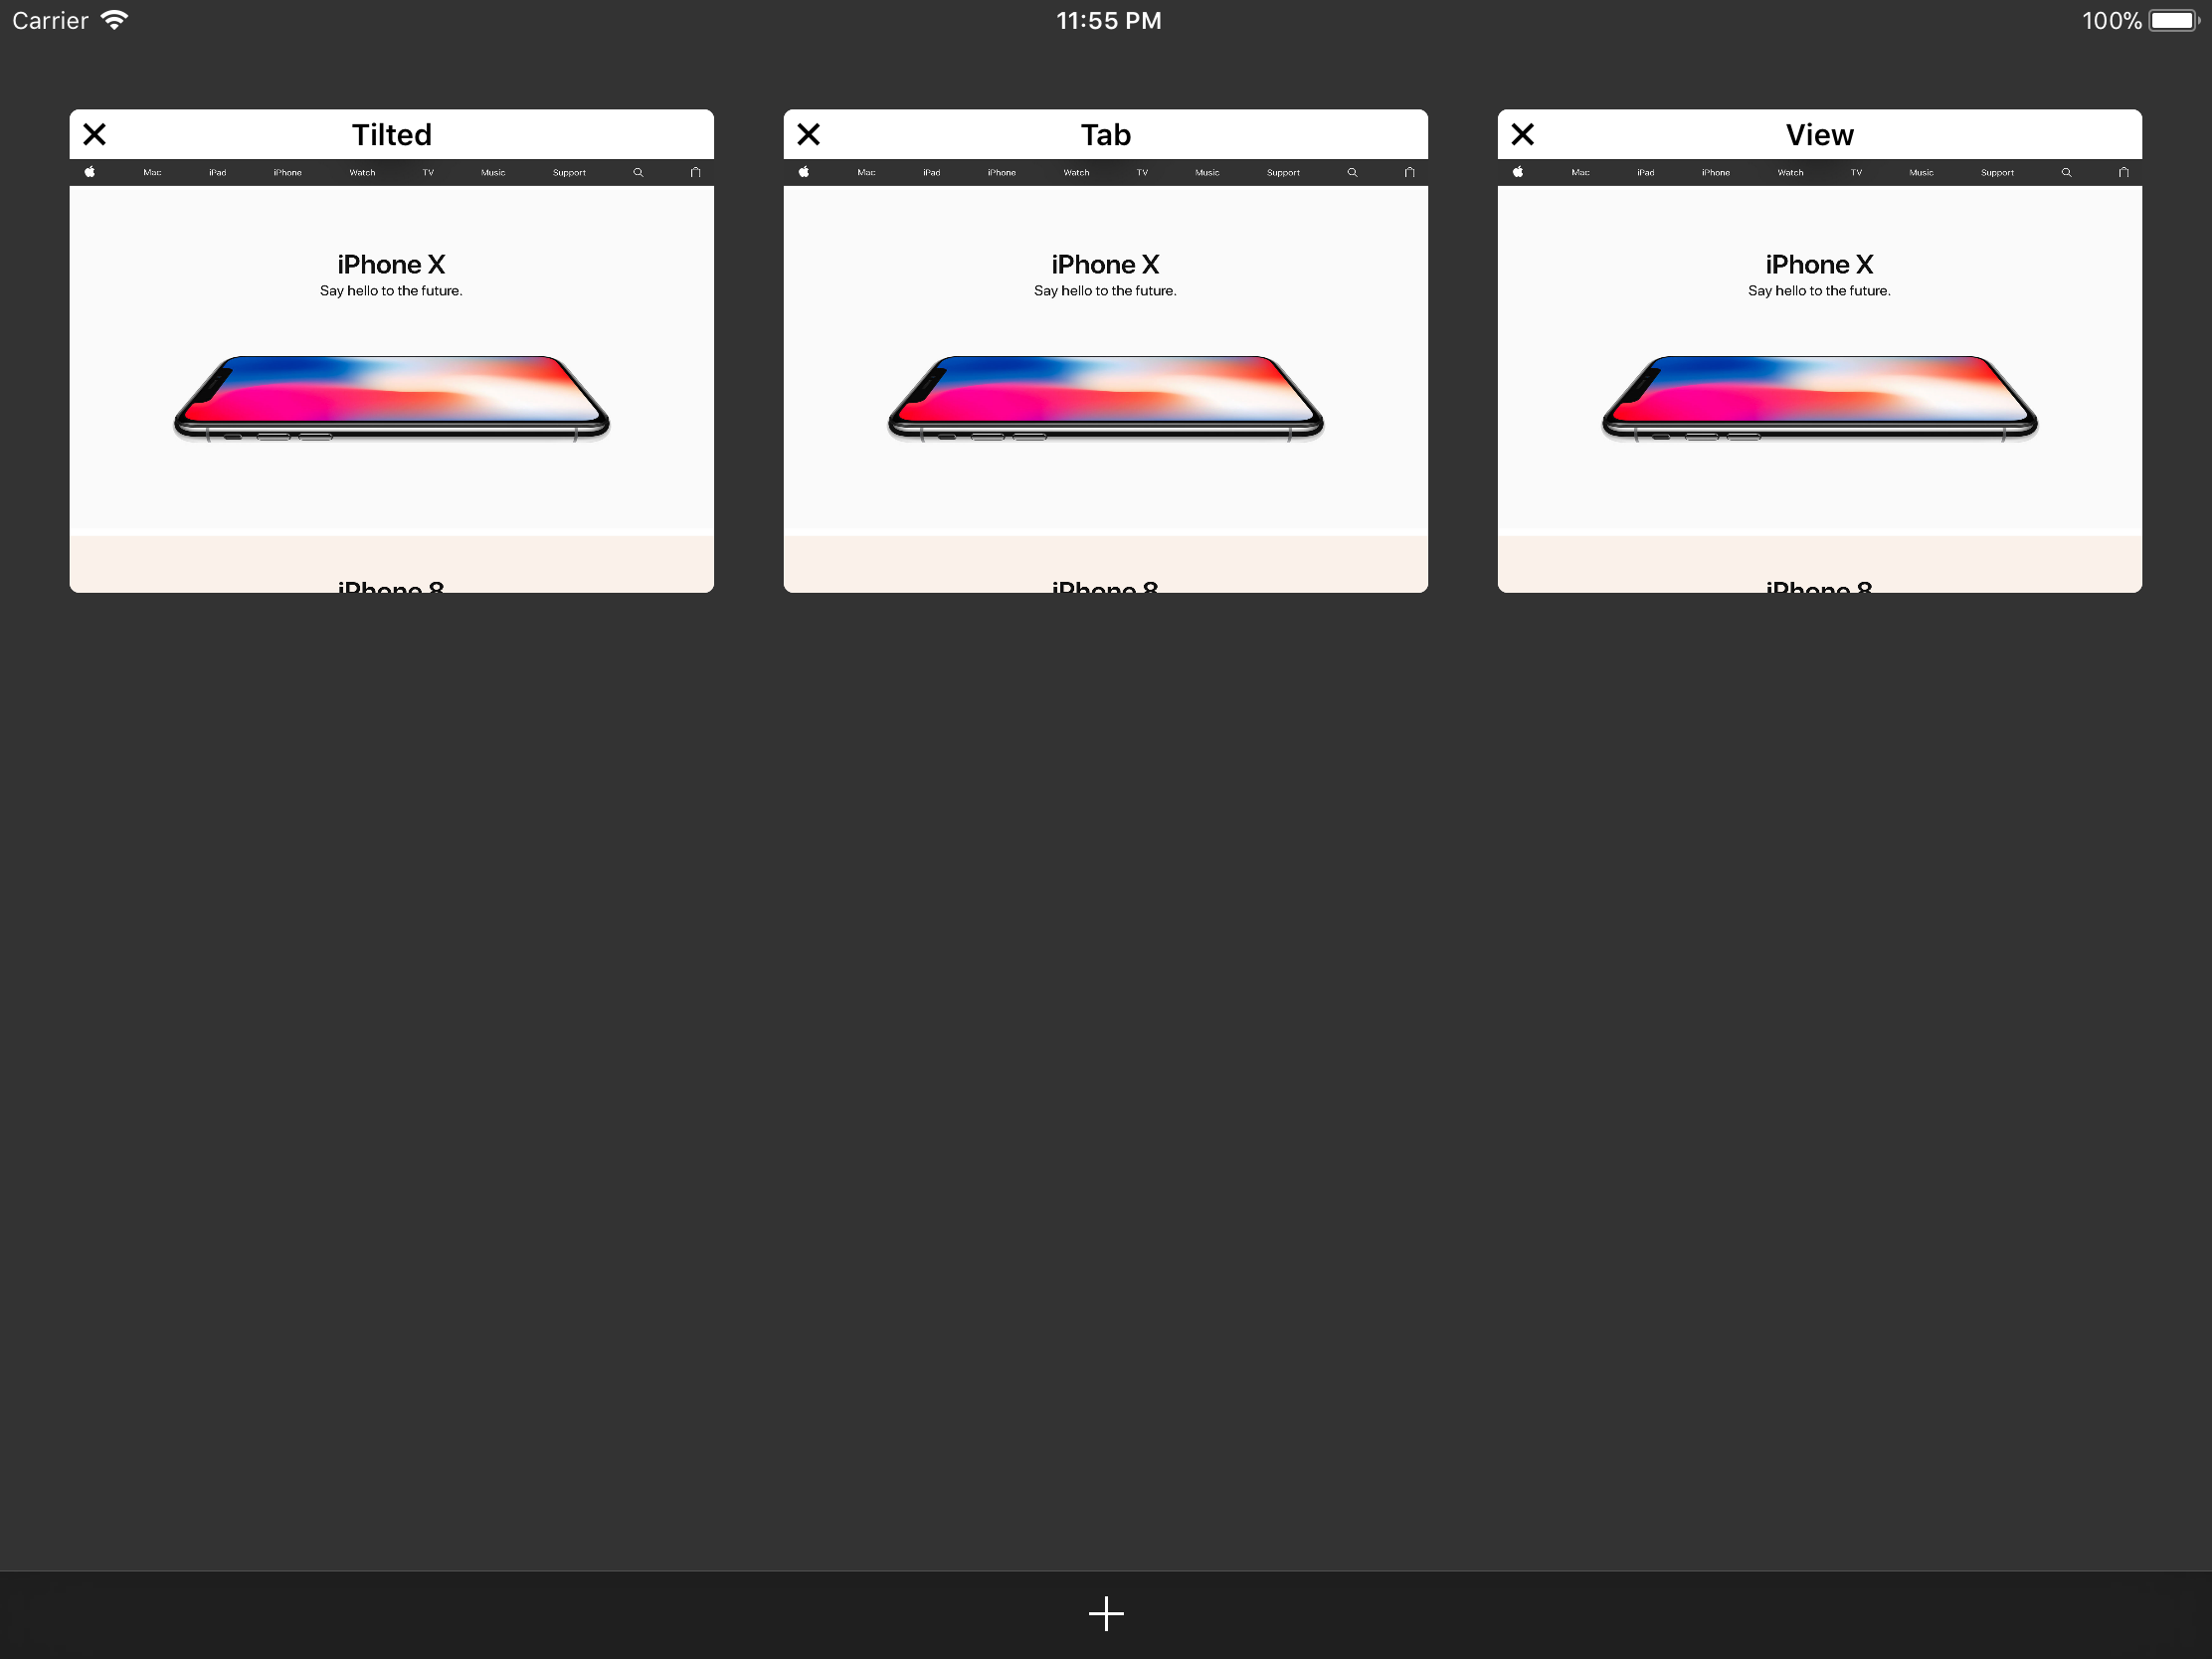 Carrier 11:55 PM 100%
Tilted
Mac iPad iPhone Watch TV Music Support
iPhone X
Say hello to the future.
iPhone 8
Tab
Mac iPad iPhone Watch TV Music Support
iPhone X
Say hello to the future.
iPhone 8
View
Mac iPad iPhone Watch TV Music Support
iPhone X
Say hello to the future.
iPhone 8